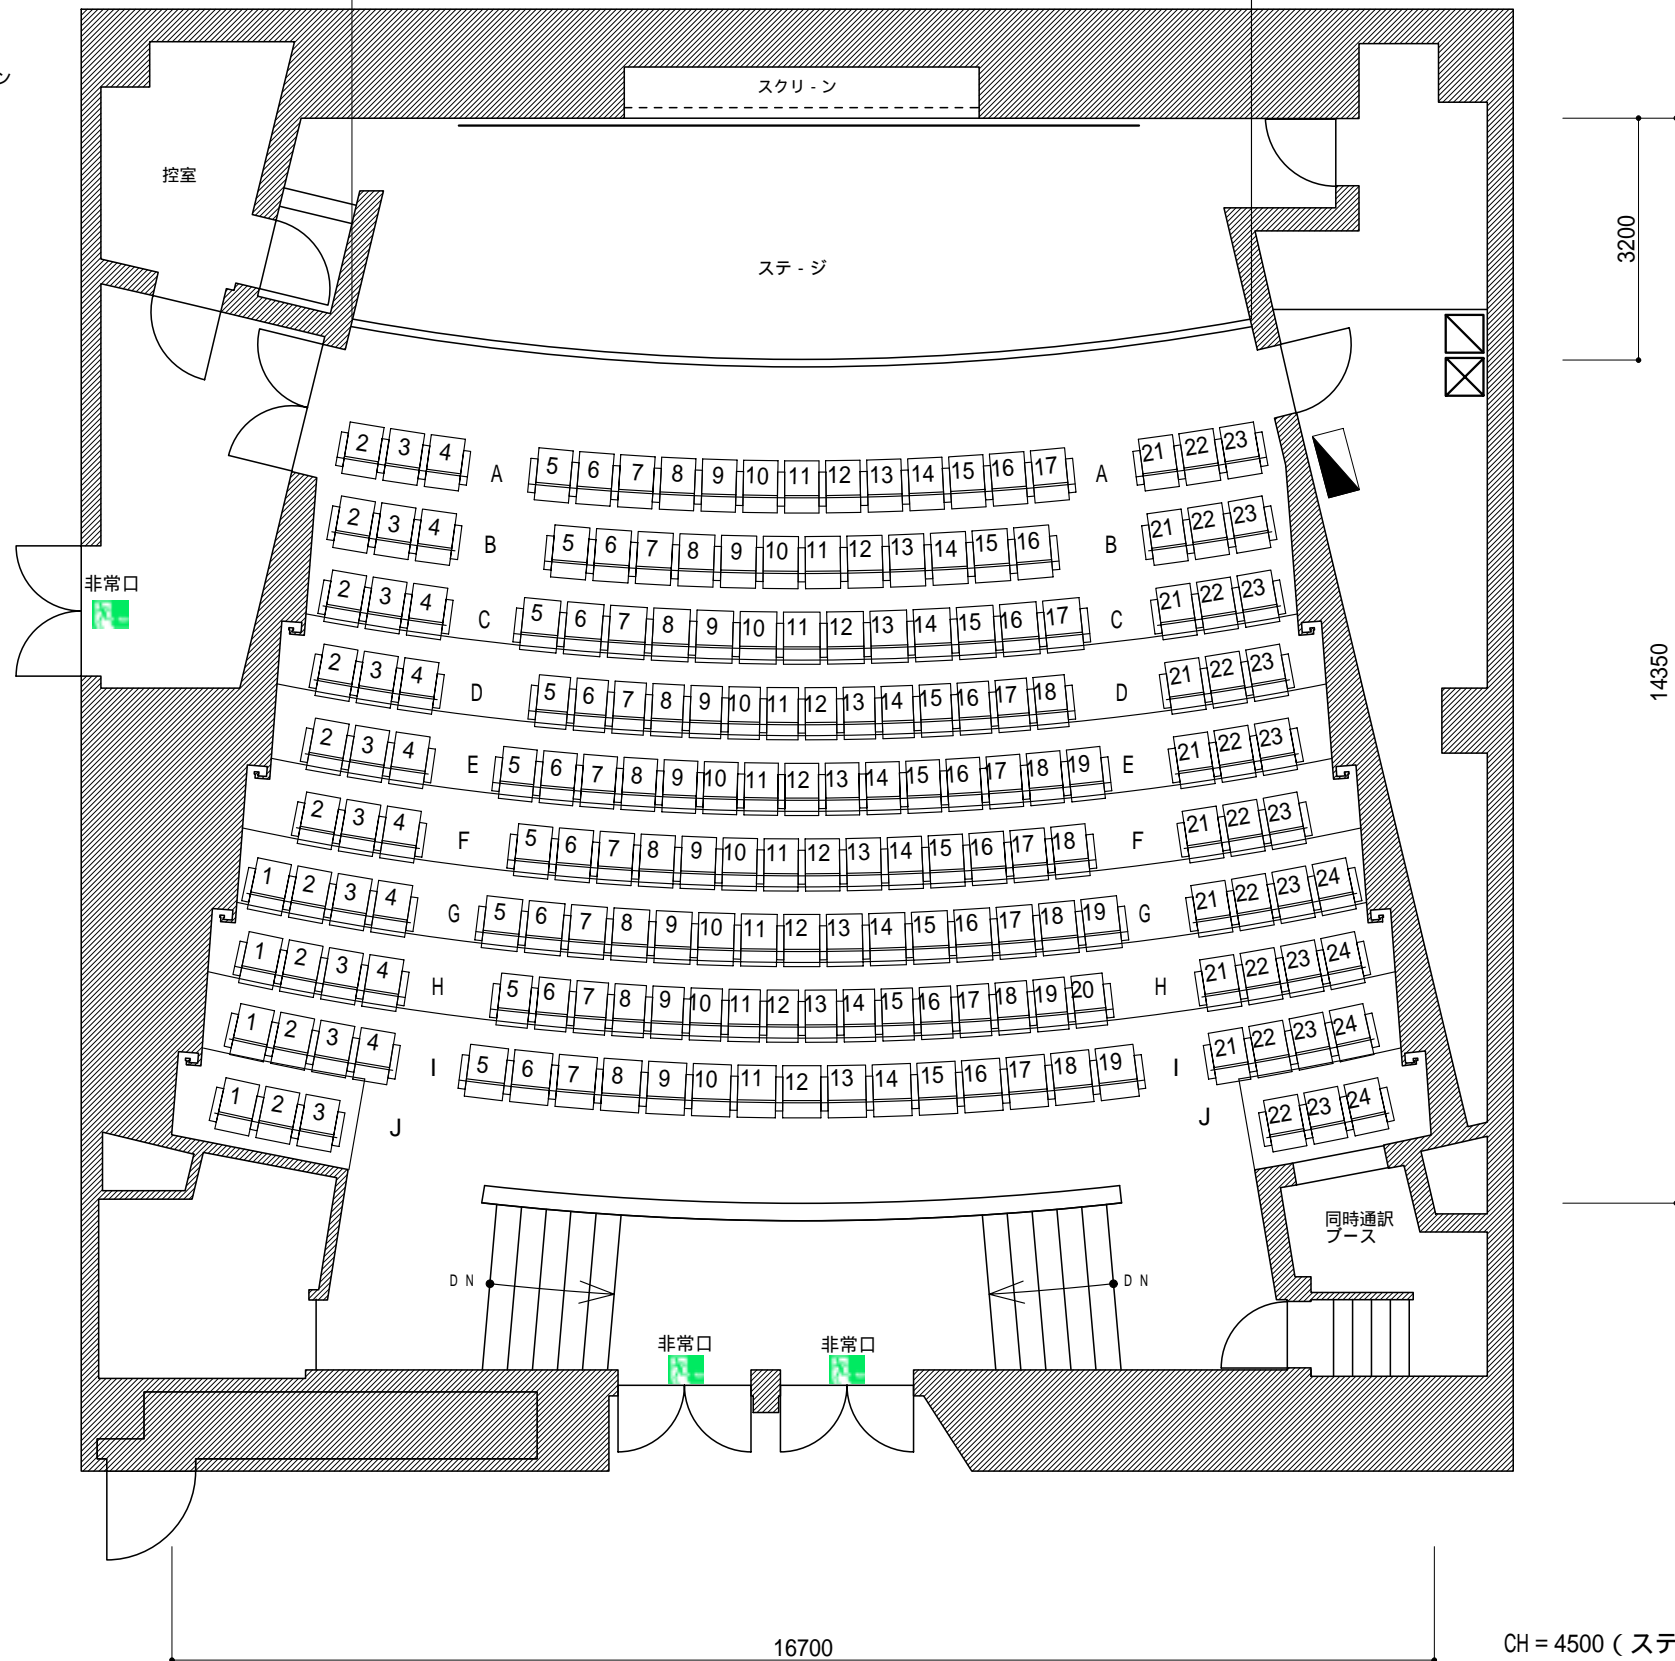 ン
スクリ-ン
控室
ステ-ジ
3200
2 3 4 A 5 6 7 8 9 10 11 12 13 14 15 16 17 A 21 22 23
2 3 4 B 5 6 7 8 9 10 11 12 13 14 15 16 B 21 22 23
非常口
2 3 4 C 5 6 7 8 9 10 11 12 13 14 15 16 17 C 21 22 23
14350
2 3 4 D 5 6 7 8 9 10 11 12 13 14 15 16 17 18 D 21 22 23
2 3 4 E 5 6 7 8 9 10 11 12 13 14 15 16 17 18 19 E 21 22 23
2 3 4 F 5 6 7 8 9 10 11 12 13 14 15 16 17 18 F 21 22 23
1 2 3 4 G 5 6 7 8 9 10 11 12 13 14 15 16 17 18 19 G 21 22 23 24
1 2 3 4 H 5 6 7 8 9 10 11 12 13 14 15 16 17 18 19 20 H 21 22 23 24
1 2 3 4 I 5 6 7 8 9 10 11 12 13 14 15 16 17 18 19 I 21 22 23 24
1 2 3 J J 22 23 24
同時通訳
ブース
DN DN
非常口 非常口
16700
CH = 4500 ( ステ